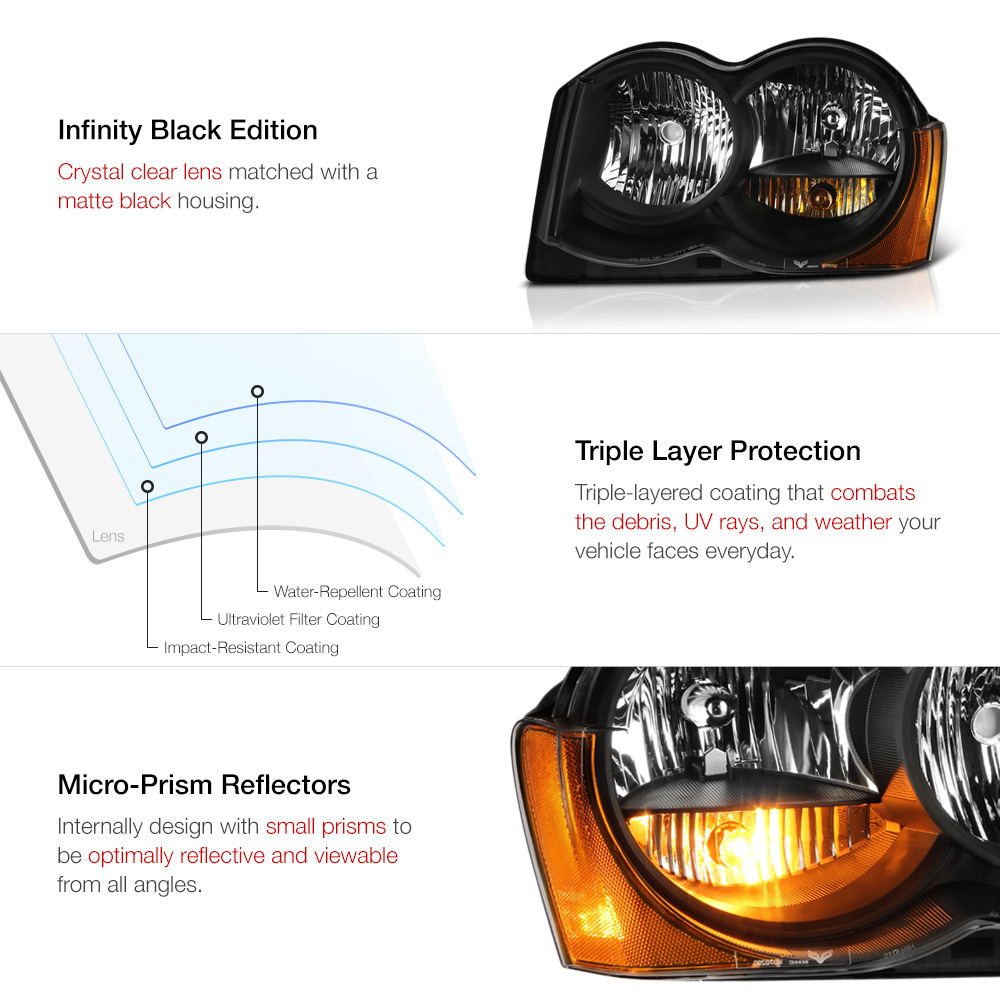 Infinity Black Edition
Crystal clear lens matched with a
matte black housing.
Triple Layer Protection
Triple-layered coating that combats
the debris, UV rays, and weather your
vehicle faces everyday.
Lens
Water-Repellent Coating
Ultraviolet Filter Coating
Impact-Resistant Coating
Micro-Prism Reflectors
Internally design with small prisms to
be optimally reflective and viewable
from all angles.